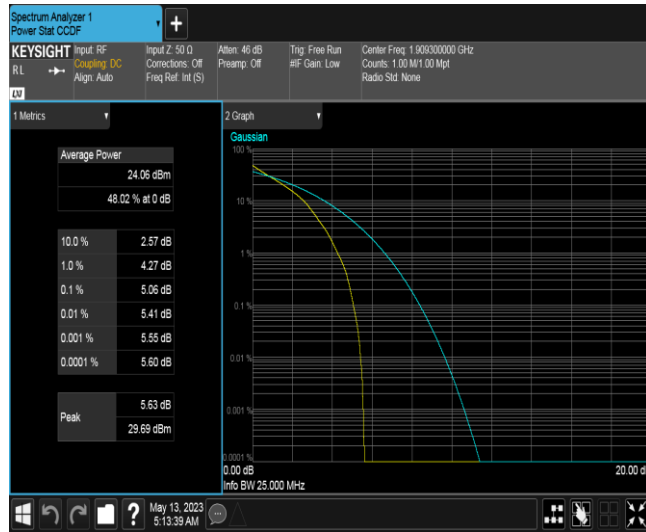 Spectrum Analyzer 1
Power Stat CCDF
+
KEYSIGHT
RL
LXI
Input: RF
Coupling: DC
Align: Auto
Input Z: 50 Ω
Corrections: Off
Freq Ref: Int (S)
Atten: 46 dB
Preamp: Off
Trig: Free Run
#IF Gain: Low
Center Freq: 1.909300000 GHz
Counts: 1.00 M/1.00 Mpt
Radio Std: None
1 Metrics
Average Power
24.06 dBm
48.02 % at 0 dB
10.0 % 2.57 dB
1.0 % 4.27 dB
0.1 % 5.06 dB
0.01 % 5.41 dB
0.001 % 5.55 dB
0.0001 % 5.60 dB
Peak
5.63 dB
29.69 dBm
2 Graph
Gaussian
100 %
10 %
1 %
0.1 %
0.01 %
0.001 %
0.0001 %
0.00 dB
20.00 d
Info BW 25.000 MHz
?
May 13, 2023
5:13:39 AM